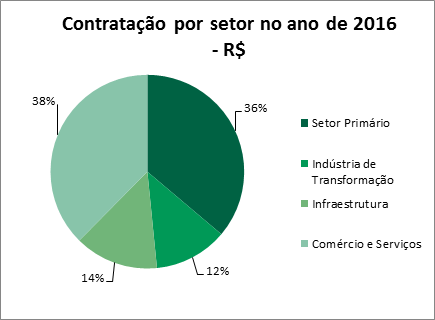 Contratação por setor no ano de 2016
- R$
38%
36%
14%
12%
Setor Primário
Indústria de
Transformação
Infraestrutura
Comércio e Serviços